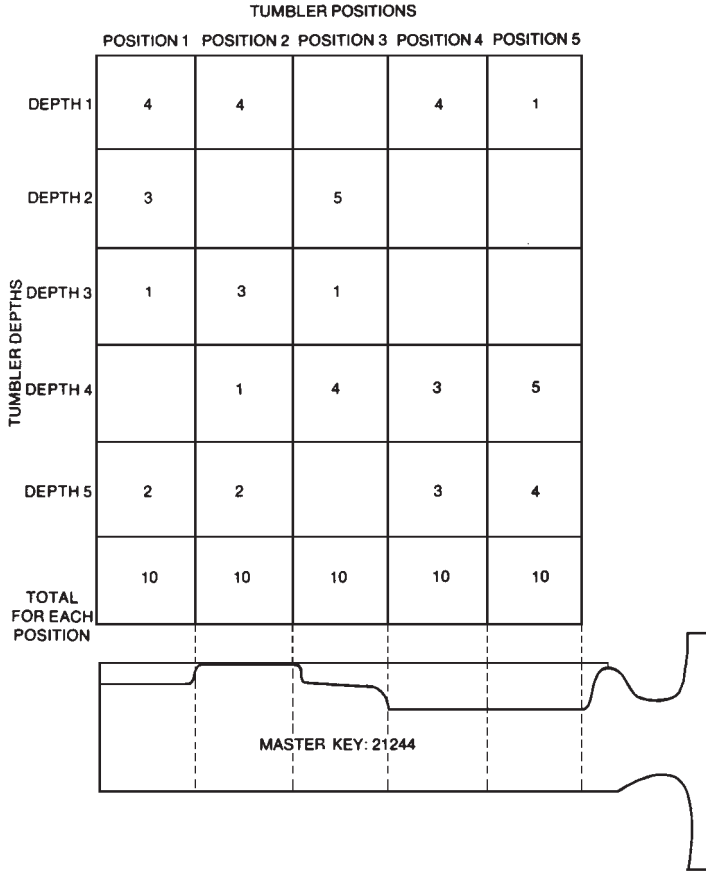 TUMBLER POSITIONS
POSITION 1 POSITION 2 POSITION 3 POSITION 4 POSITION 5
DEPTH 1 4 4 4 1
DEPTH 2 3 5
DEPTH 3 1 3 1
TUMBLER DEPTHS
DEPTH 4 1 4 3 5
DEPTH 5 2 2 3 4
10 10 10 10 10
TOTAL
FOR EACH
POSITION
MASTER KEY: 21244